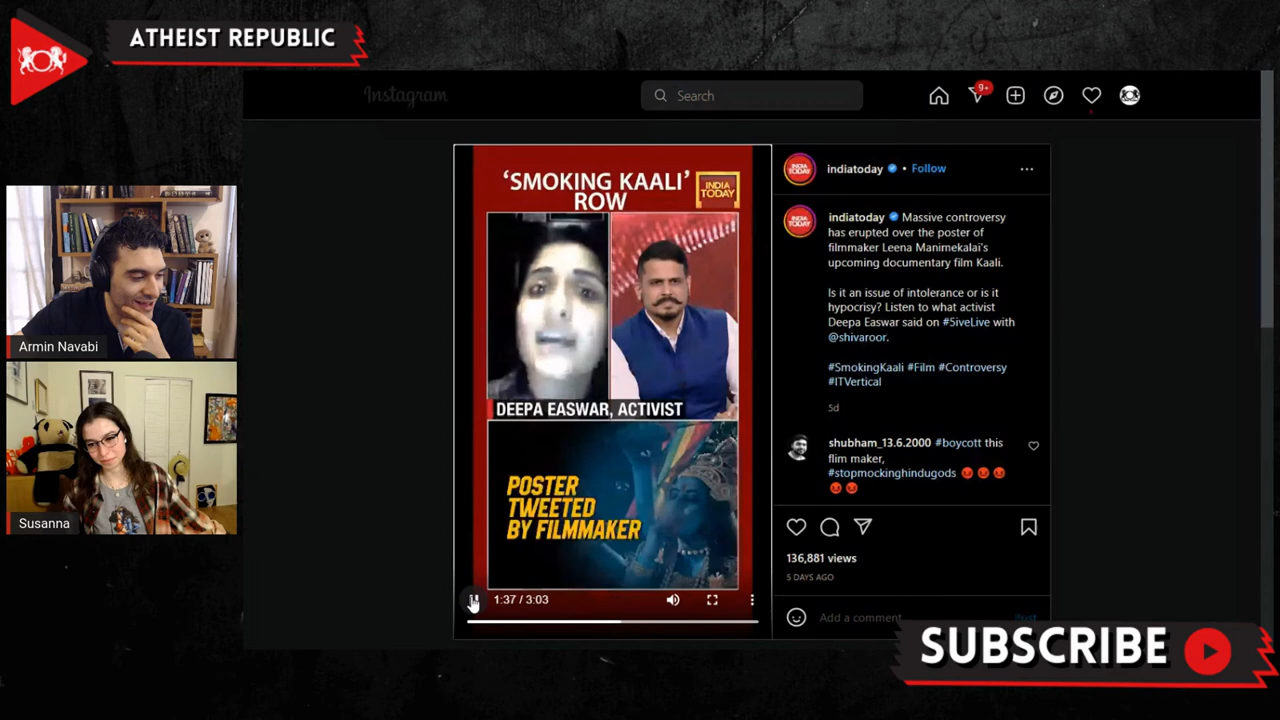 ATHEIST REPUBLIC
Instagram
Search
9+
Armin Navabi
Susanna
'SMOKING KAALI'
ROW
INDIA
TODAY
DEEPA EASWAR, ACTIVIST
POSTER
TWEETED
BY FILMMAKER
1:37 / 3:03
INDIA
TODAY
indiatoday • Follow
INDIA
TODAY
indiatoday Massive controversy
has erupted over the poster of
filmmaker Leena Manimekalai's
upcoming documentary film Kaali.
Is it an issue of intolerance or is it
hypocrisy? Listen to what activist
Deepa Easwar said on #5iveLive with
@shivaroor.
#SmokingKaali #Film #Controversy
#ITVertical
5d
shubham_13.6.2000 #boycott this
flim maker,
#stopmockinghindugods 😡 😡 😡
😡 😡
136,881 views
5 DAYS AGO
Add a comment
SUBSCRIBE